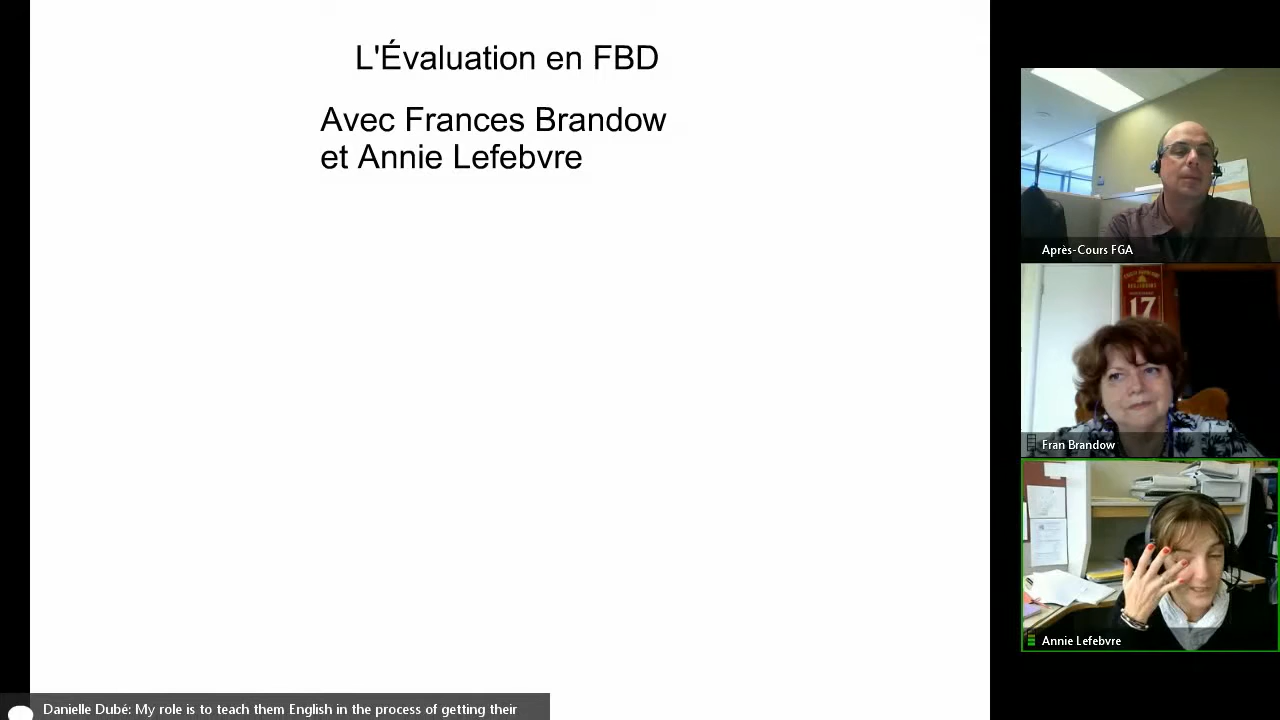 L'Évaluation en FBD
Avec Frances Brandow
et Annie Lefebvre
Après-Cours FGA
17
Fran Brandow
Annie Lefebvre
Danielle Dubé: My role is to teach them English in the process of getting their